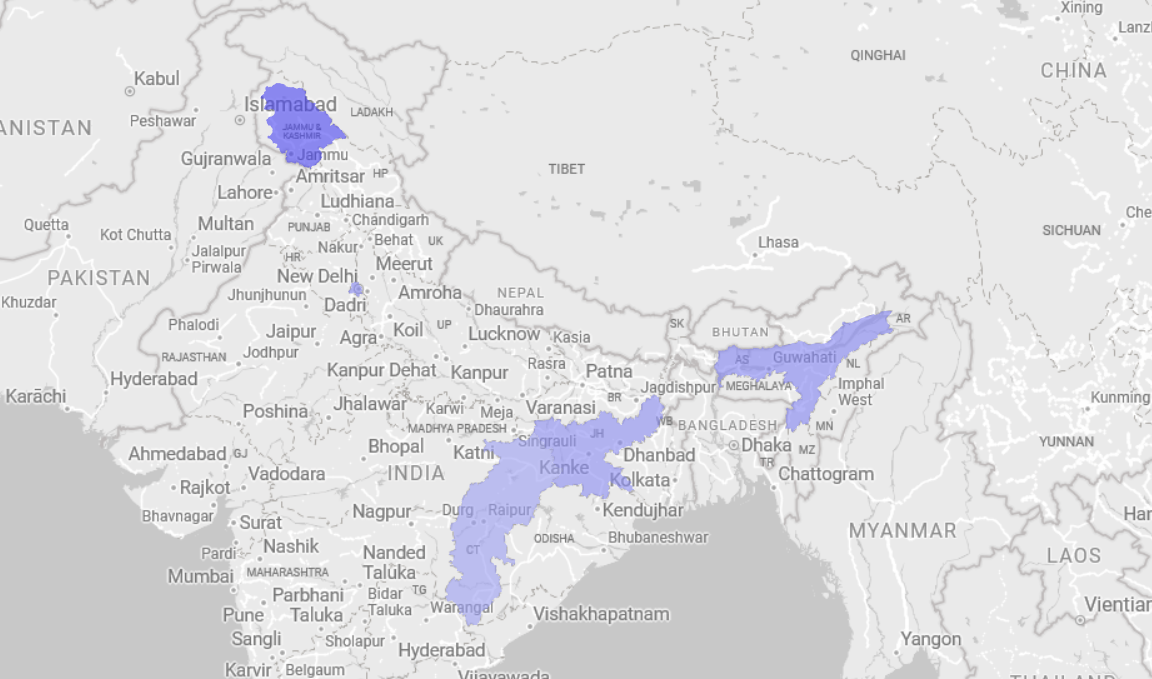 Xining
Lanz
QINGHAI
CHINA
Kabul
Islamabad
LADAKH
Peshawar
ANISTAN
JAMMU &
KASHMIR
Gujranwala
Jammu
Amritsar
HP
TIBET
Lahore
Ludhiana
Chandigarh
Quetta
Multan
PUNJAB
Kot Chutta
Nakur
Behat
UK
Jalalpur
Pirwala
HR
Lhasa
SICHUAN
Che
PAKISTAN
New Delhi
Meerut
Khuzdar
Jhunjhunun
Dadri
Amroha
NEPAL
Dhaurahra
Phalodi
Jaipur
Agra
Koil
UP
Lucknow
Kasia
SK
BHUTAN
AR
RAJASTHAN
Jodhpur
Kanpur Dehat
Kanpur
Rasra
Patna
AS
Guwahati
NL
Hyderabad
Jagdishpur
MEGHALAYA
Imphal
West
Karāchi
Poshina
Jhalawar
Karwi
Meja
Varanasi
BR
Kunming
MADHYA PRADESH
WB
BANGLADESH
MN
YUNNAN
Ahmedabad
GJ
Bhopal
Katni
Singrauli
JH
Dhanbad
Dhaka
MZ
TR
Vadodara
INDIA
Kanke
Kolkata
Chattogram
Rajkot
Bhavnagar
Nagpur
Durg
Raipur
Kendujhar
Har
Surat
MYANMAR
Pardi
Nashik
Nanded
Taluka
CT
ODISHA
Bhubaneshwar
LAOS
Mumbai
MAHARASHTRA
Parbhani
Taluka
Bidar
Taluka
TG
Warangal
Vientian
Pune
Vishakhapatnam
Sangli
Sholapur
Hyderabad
Yangon
Karvir
Belgaum
Vijayawada
THAILAND